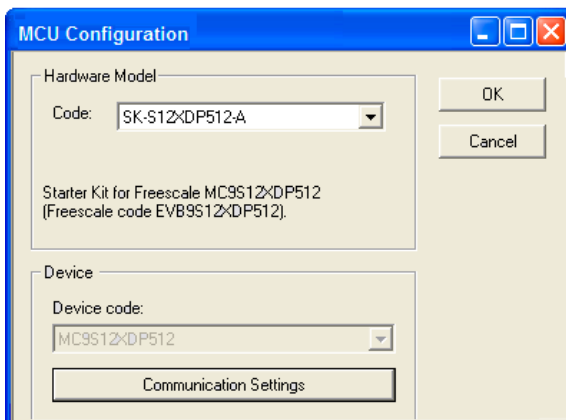 MCU Configuration
Hardware Model
Code: SK-S12XDP512-A
OK
Cancel
Starter Kit for Freescale MC9S12XDP512
(Freescale code EVB9S12XDP512).
Device
Device code:
MC9S12XDP512
Communication Settings